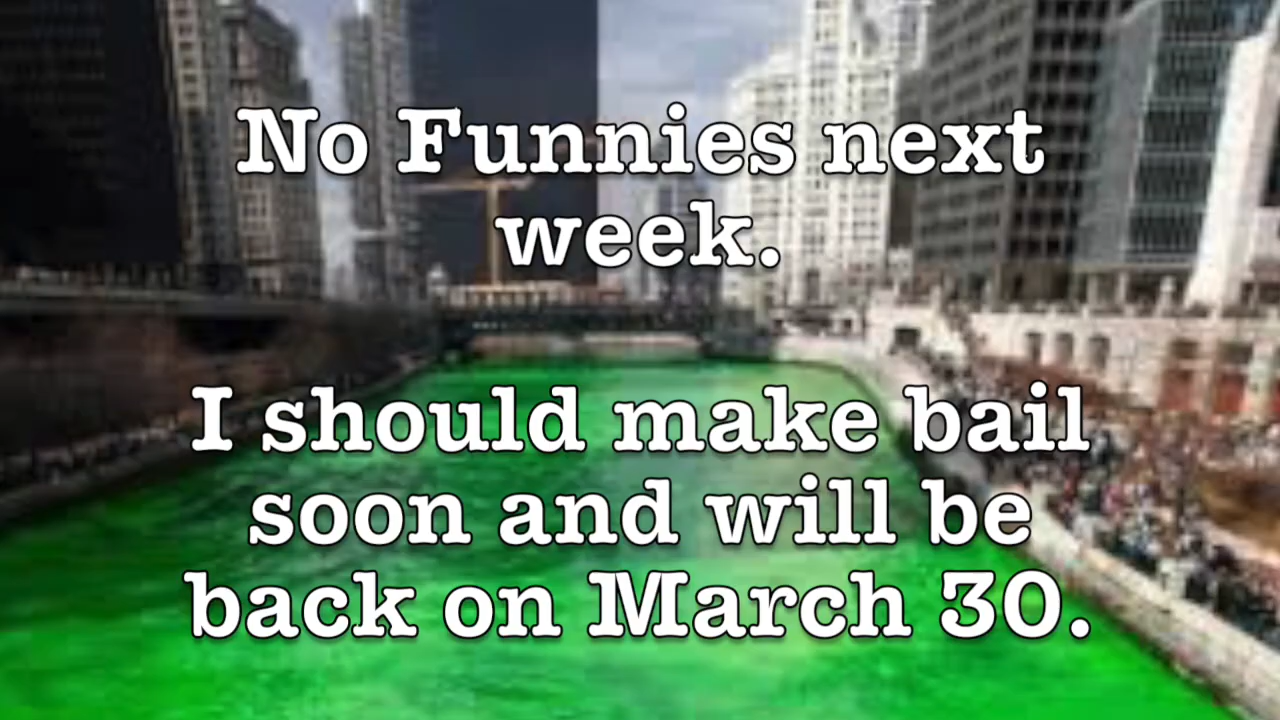 No Funnies next
week.
I should make bail
soon and will be
back on March 30.